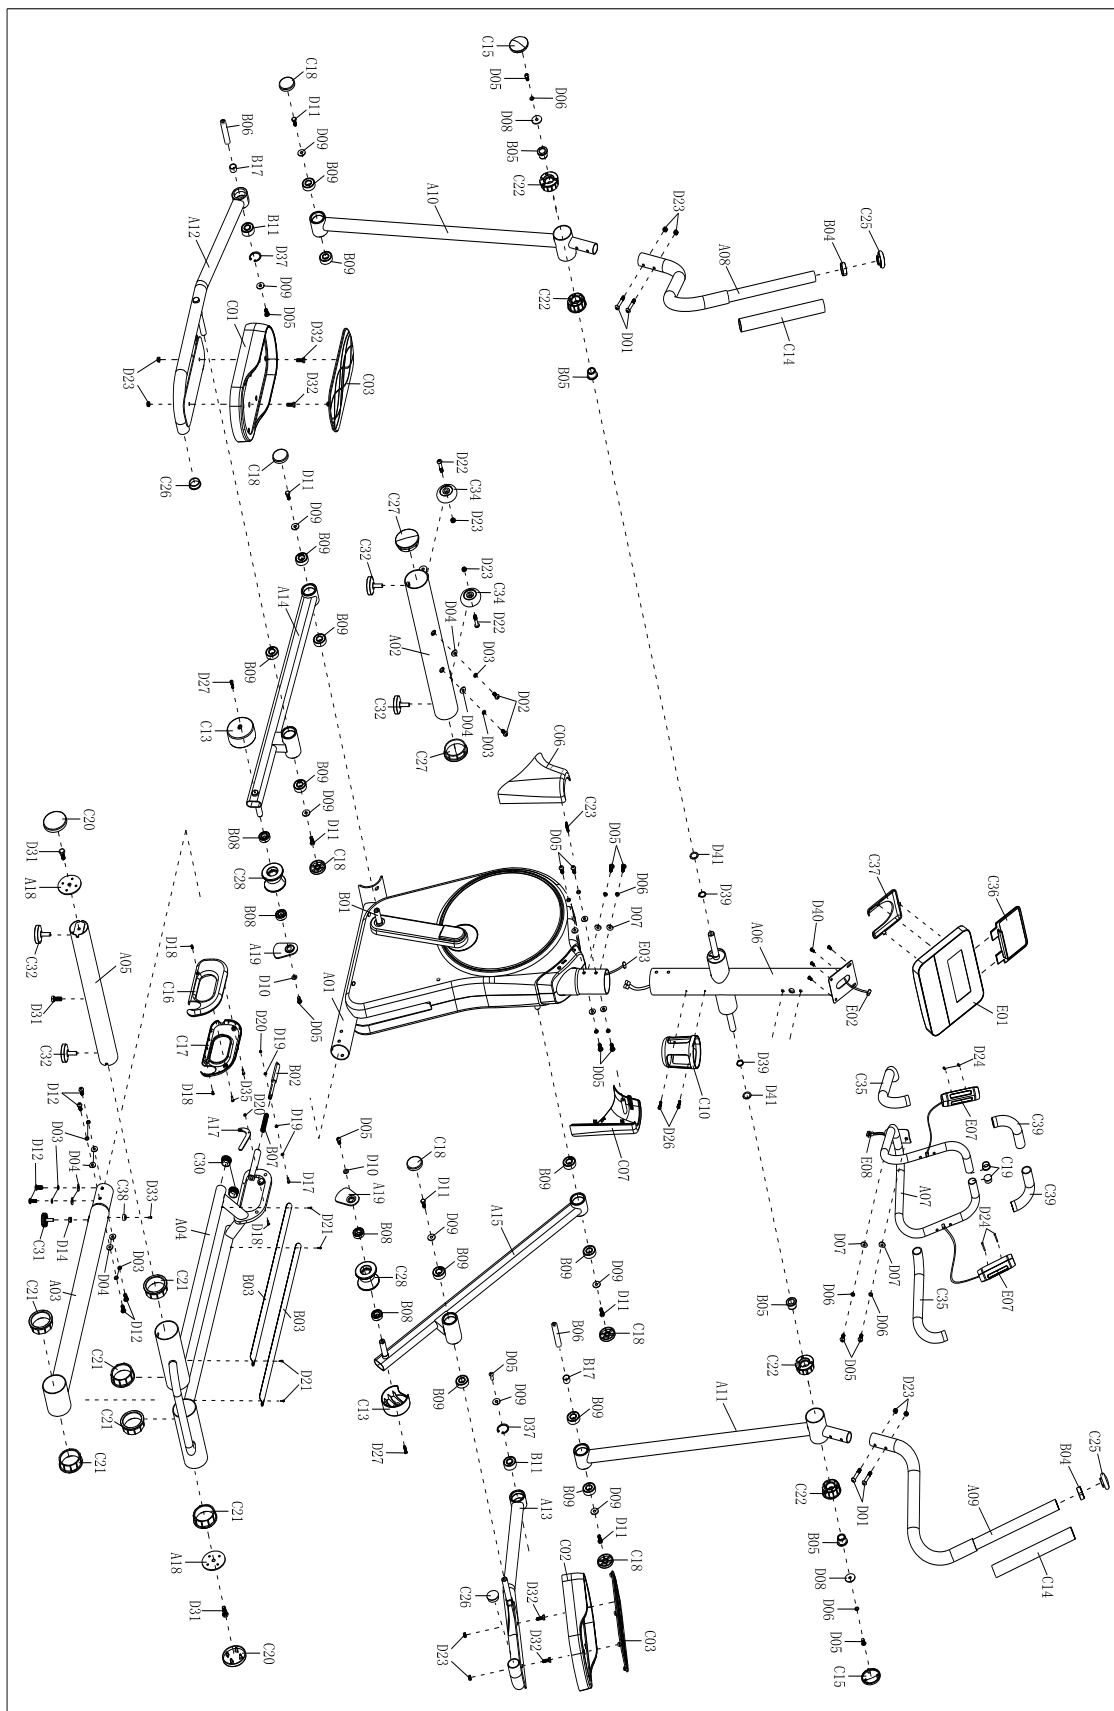 C15
D05
D06
D08
B05
C22
C18
D11
D09
B09
B06
B17
A10
D23
C25
B04
A08
A12
B11
D37
D09
D05
B09
C22
D01
C14
C01
D32
B05
D23
D32
C03
C18
D11
D09
B09
C26
D22
C34
C27
D23
C32
D23
C34
D22
A14
B09
A02
D04
D03
B09
D27
D02
C13
C32
D04
D03
C06
C27
B09
D09
D11
C18
C23
C20
B08
D05
D05
D41
C37
C36
D31
C28
D06
D39
D40
A18
B01
D07
A06
B08
E03
D18
A19
C32
A05
C16
D10
A01
E02
E01
D31
D05
C17
D20
D19
C32
B02
D05
C10
D39
D24
C35
D12
D18
D35
D20
D41
E07
C39
D03
A17
B07
D19
D05
D26
E08
C19
D12
D04
C30
D10
C18
C07
A07
C39
D17
A19
D11
B09
C38
D33
A04
D18
D21
B08
D09
A15
D24
C31
D14
D07
D07
D03
C28
B09
B09
D09
E07
A03
D04
C21
B03
D06
D06
C35
C21
D12
B03
B08
D11
B05
B06
C18
D05
C21
D05
B17
C22
D21
C13
B09
D09
B09
A11
D23
C21
D37
D27
B11
C21
B09
C22
D01
B04
C25
C21
D09
A13
D11
A09
C02
C18
B05
A18
C14
D08
C26
D32
D06
D31
D05
D23
D32
C03
C20
C15